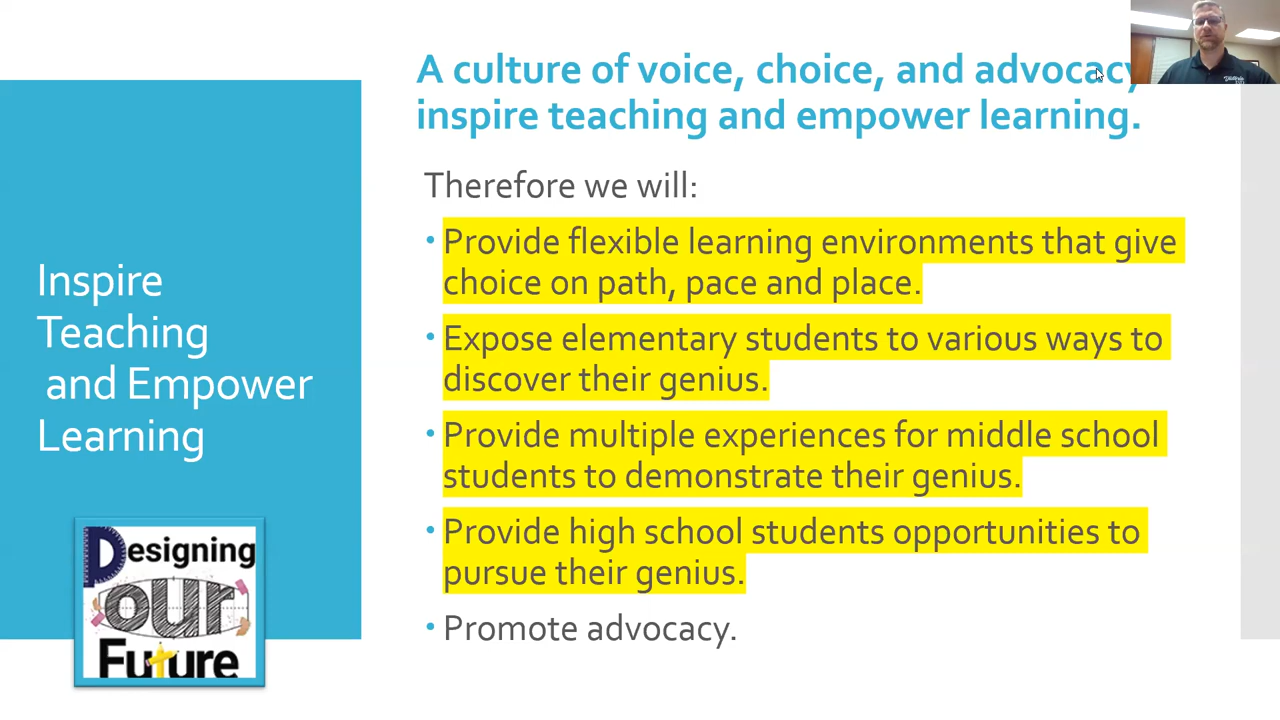 A culture of voice, choice, and advocacy
inspire teaching and empower learning.
Therefore we will:
• Provide flexible learning environments that give
choice on path, pace and place.
• Expose elementary students to various ways to
discover their genius.
• Provide multiple experiences for middle school
students to demonstrate their genius.
• Provide high school students opportunities to
pursue their genius.
• Promote advocacy.
Inspire
Teaching
and Empower
Learning
Designing
our
Future